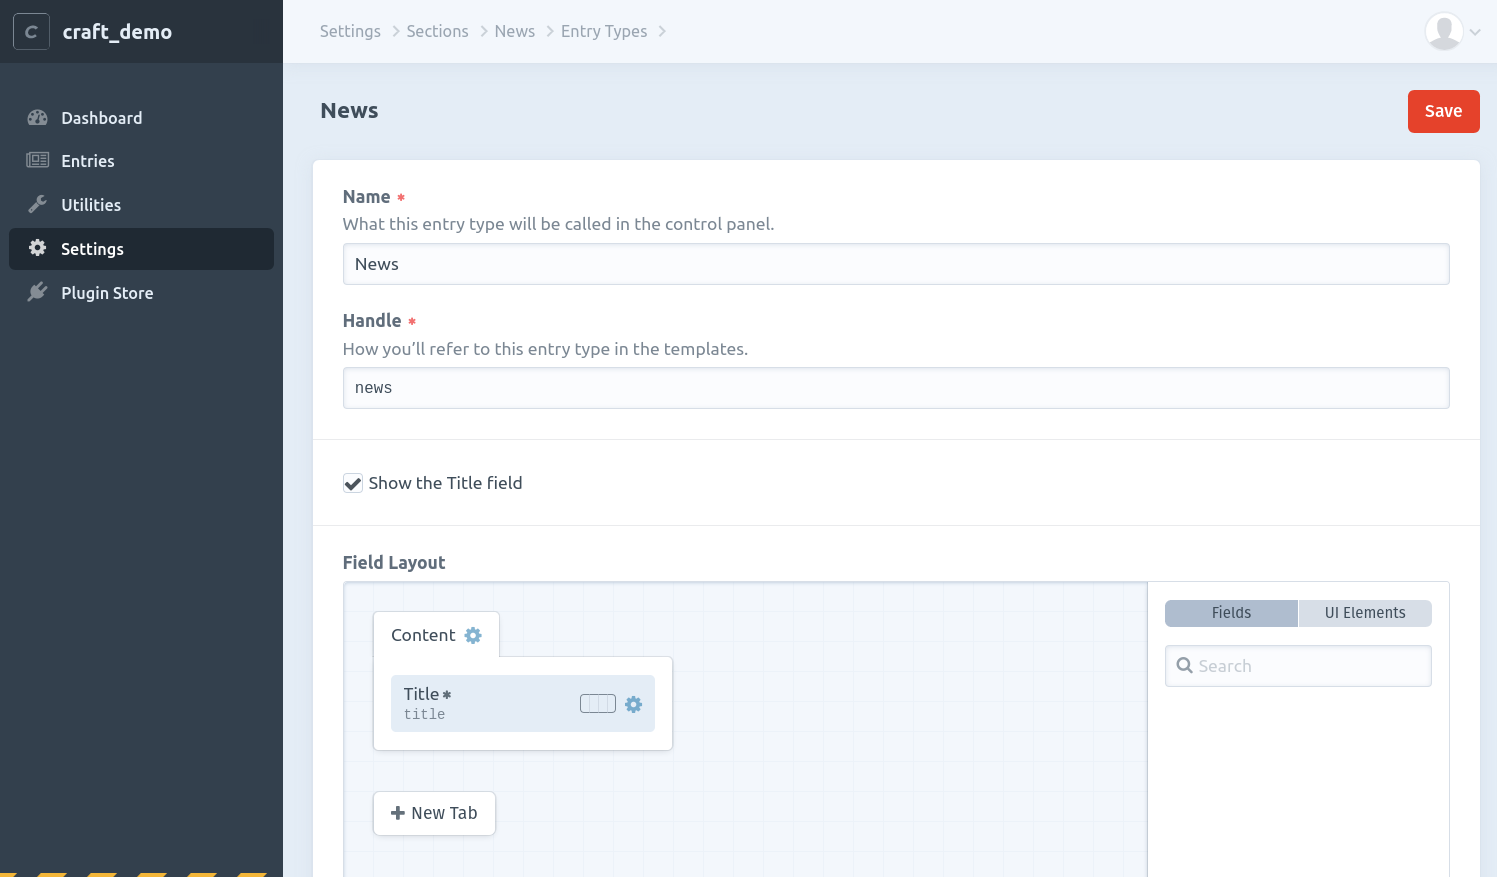 C craft_demo
Settings Sections News Entry Types
Dashboard
Entries
Utilities
Settings
Plugin Store
News
Save
Name *
What this entry type will be called in the control panel.
News
Handle *
How you’ll refer to this entry type in the templates.
news
Show the Title field
Field Layout
Content
Title *
title
New Tab
Fields UI Elements
Search